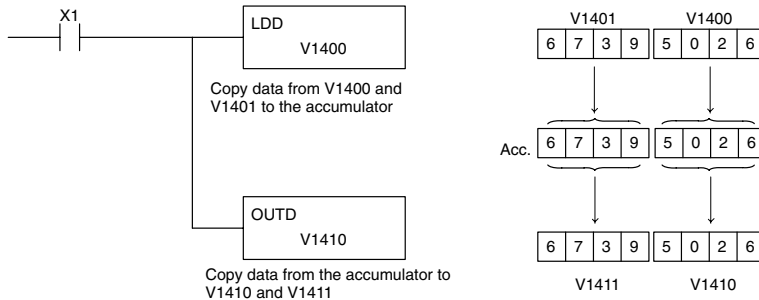 X1
LDD
V1400
Copy data from V1400 and
V1401 to the accumulator
OUTD
V1410
Copy data from the accumulator to
V1410 and V1411
V1401 V1400
6 7 3 9 5 0 2 6
Acc. 6 7 3 9 5 0 2 6
6 7 3 9 5 0 2 6
V1411 V1410